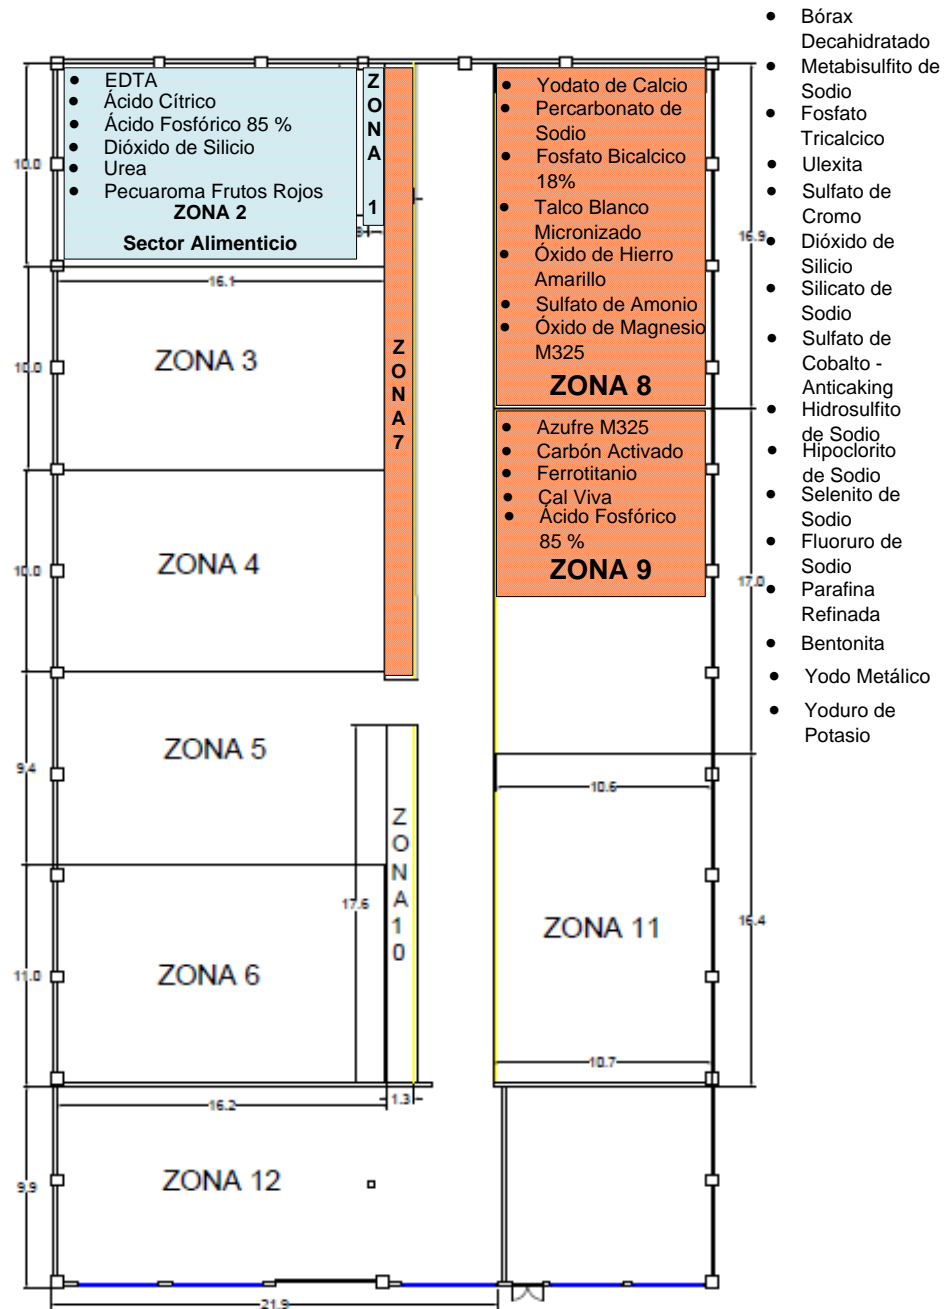 • EDTA
• Ácido Cítrico
• Ácido Fosfórico 85 %
• Dióxido de Silicio
• Urea
• Pecuaroma Frutos Rojos
ZONA 2
Sector Alimenticio
Z
O
N
A
1
Z
O
N
A
7
• Yodato de Calcio
• Percarbonato de
Sodio
• Fosfato Bicalcico
18%
• Talco Blanco
Micronizado
• Óxido de Hierro
Amarillo
• Sulfato de Amonio
• Óxido de Magnesio
M325
ZONA 8
• Azufre M325
• Carbón Activado
• Ferrotitanio
• Cal Viva
• Ácido Fosfórico
85 %
ZONA 9
• Bórax
Decahidratado
• Metabisulfito de
Sodio
• Fosfato
Tricalcico
• Ulexita
• Sulfato de
Cromo
• Dióxido de
Silicio
• Silicato de
Sodio
• Sulfato de
Cobalto -
Anticaking
• Hidrosulfito
de Sodio
• Hipoclorito
de Sodio
• Selenito de
Sodio
• Fluoruro de
Sodio
• Parafina
Refinada
• Bentonita
• Yodo Metálico
• Yoduro de
Potasio
10.0
16.1
16.9
ZONA 3
10.0
ZONA 4
10.0
17.0
ZONA 5
9.4
10.6
Z
O
N
A
1
0
17.6
ZONA 11
16.4
ZONA 6
11.0
10.7
16.2
1.3
ZONA 12
9.9
21.9